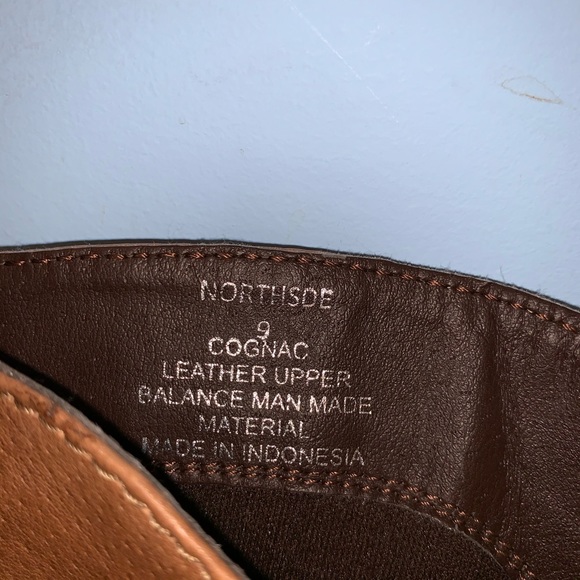 NORTHSDE
9
COGNAC
LEATHER UPPER
BALANCE MAN MADE
MATERIAL
MADE IN INDONESIA